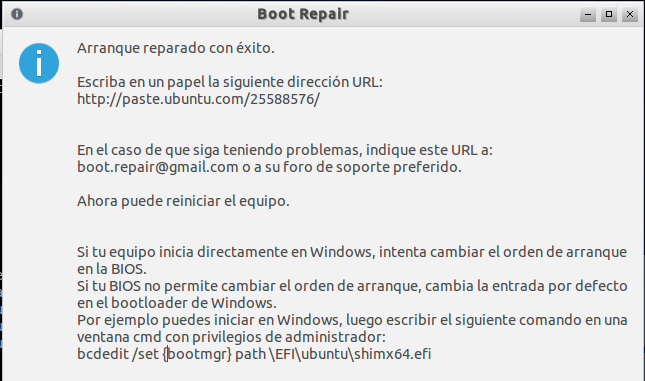 Boot Repair
Arranque reparado con éxito.
Escriba en un papel la siguiente dirección URL:
http://paste.ubuntu.com/25588576/
En el caso de que siga teniendo problemas, indique este URL a:
boot.repair@gmail.com o a su foro de soporte preferido.
Ahora puede reiniciar el equipo.
Si tu equipo inicia directamente en Windows, intenta cambiar el orden de arranque
en la BIOS.
Si tu BIOS no permite cambiar el orden de arranque, cambia la entrada por defecto
en el bootloader de Windows.
Por ejemplo puedes iniciar en Windows, luego escribir el siguiente comando en una
ventana cmd con privilegios de administrador:
bcdedit /set {bootmgr} path \EFI\ubuntu\shimx64.efi